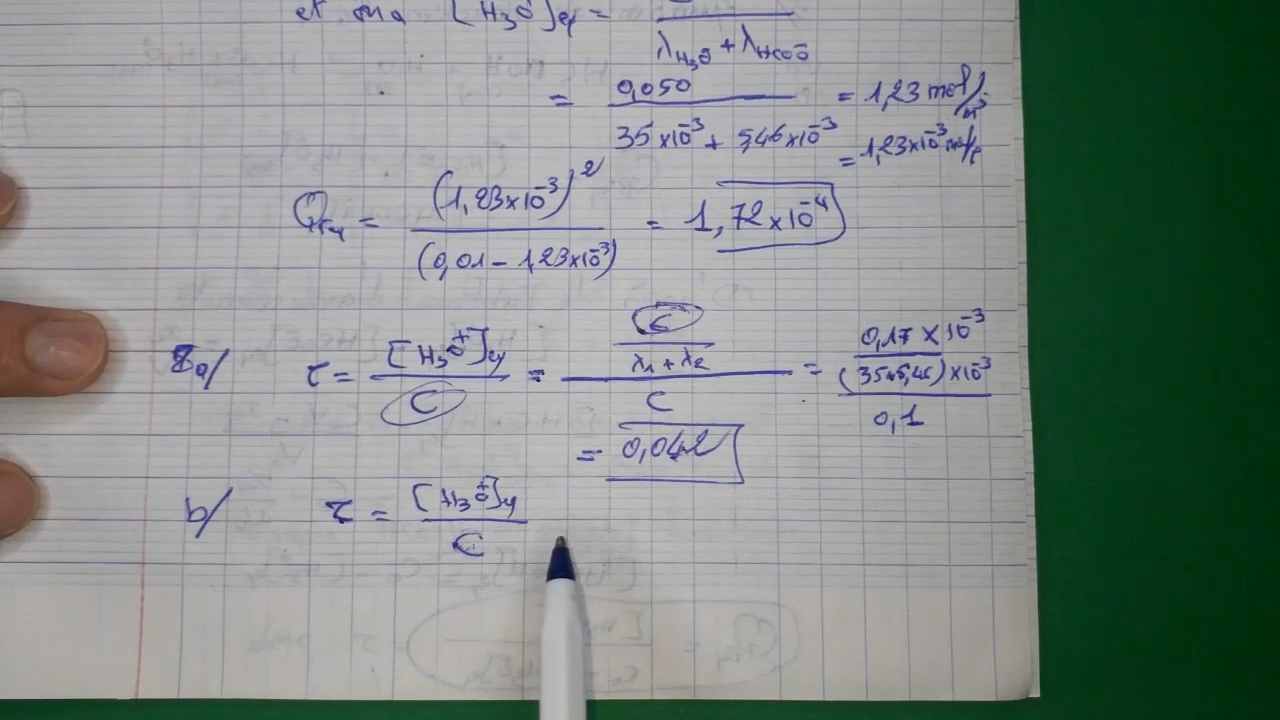 et on a [H₃O⁺]éq = ――― / λH₃O⁺ + λHCOO⁻
= 0,050 / 35×10⁻³ + 5,46×10⁻³ = 1,23 mol/m³
= 1,23×10⁻³ mol/l
Qr,éq = (1,23×10⁻³)² / (0,01 - 1,23×10⁻³) = 1,72×10⁻⁴
2a/ τ = [H₃O⁺]éq / C = (σ / λ₁ + λ₂) / C = (0,17×10⁻³ / (35+5,46)×10⁻³) / 0,1
= 0,042
b/ τ = [H₃O⁺]éq / C